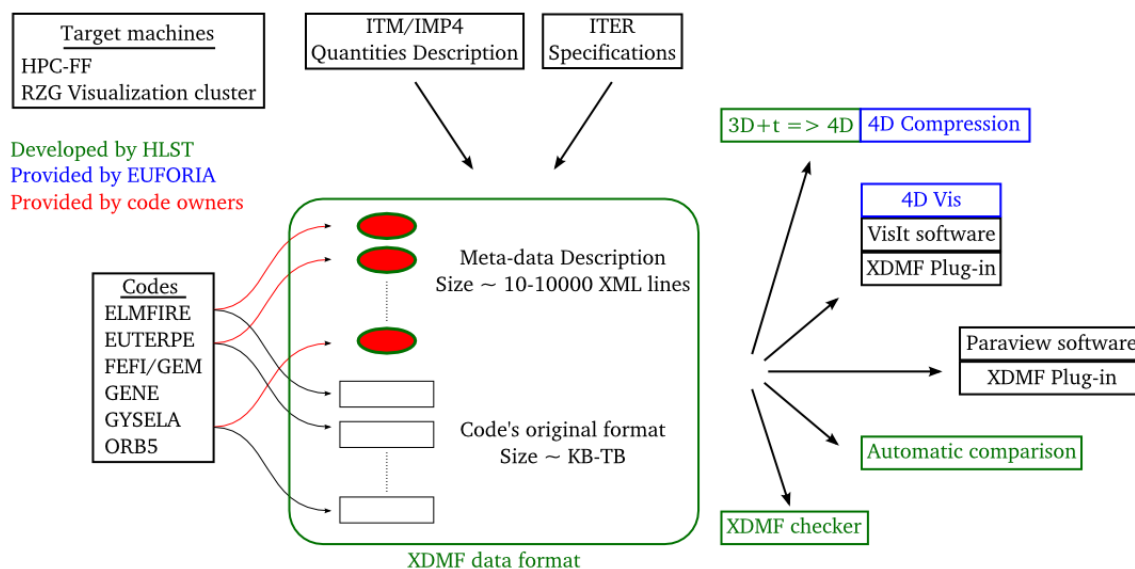 Target machines
HPC-FF
RZG Visualization cluster
ITM/IMP4
Quantities Description
ITER
Specifications
Developed by HLST
Provided by EUFORIA
Provided by code owners
Codes
ELMFIRE
EUTERPE
FEFI/GEM
GENE
GYSELA
ORB5
Meta-data Description
Size ~ 10-10000 XML lines
Code's original format
Size ~ KB-TB
XDMF data format
3D+t => 4D 4D Compression
4D Vis
VisIt software
XDMF Plug-in
Paraview software
XDMF Plug-in
Automatic comparison
XDMF checker